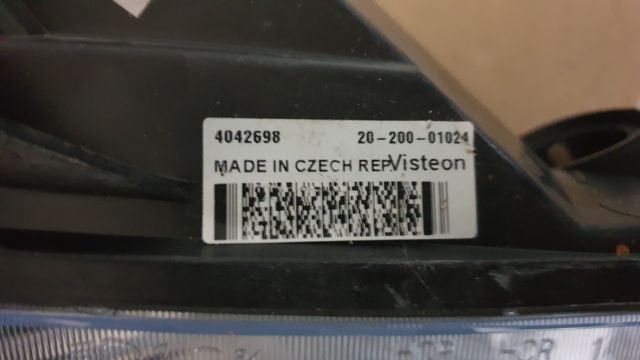 4042698 20-200-01024
MADE IN CZECH REP. Visteon